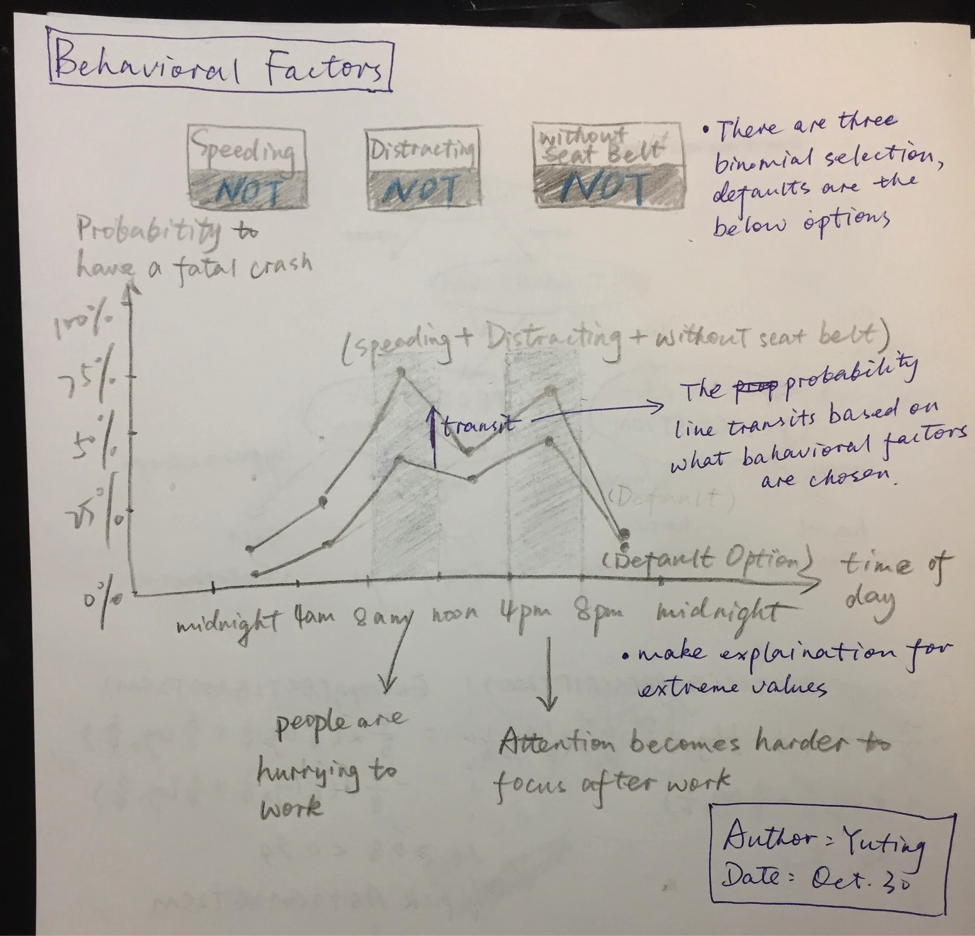 Behavioral Factors
Speeding
NOT
Distracting
NOT
without
Seat Belt
NOT
• There are three
binomial selection,
defaults are the
below options
Probabitity to
have a fatal crash
100%
75%
50%
25%
0%
(speeding + Distracting + without seat belt)
transit
The probability
line transits based on
what bahavioral factors
are chosen.
(Default)
(Default Option)
time of
day
midnight 4am 8am noon 4pm 8pm midnight
• make explaination for
extreme values
people are
hurrying to
work
Attention becomes harder to
focus after work
Author = Yuting
Date = Oct. 30